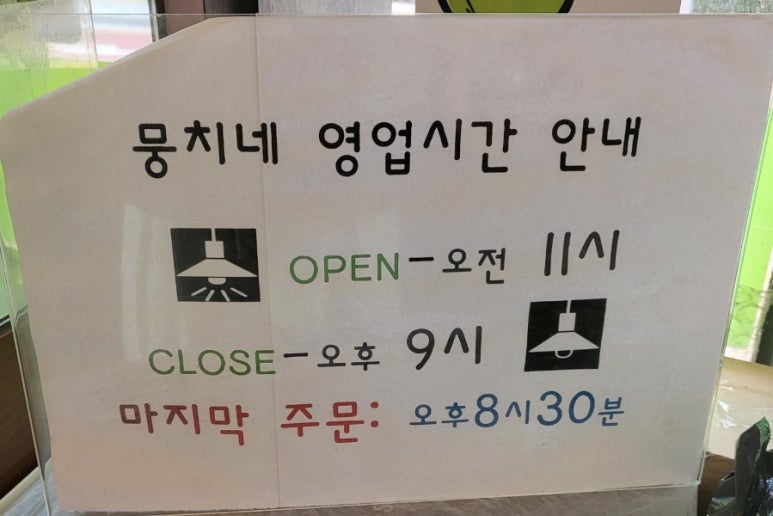 뭉치네 영업시간 안내
OPEN-오전 11시
CLOSE-오후 9시
마지막 주문: 오후8시30분